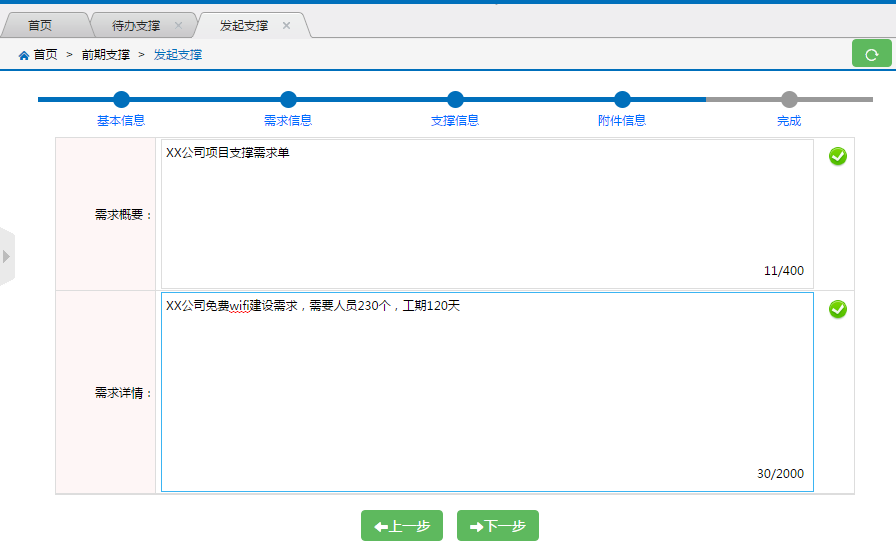 首页 待办支撑 发起支撑
首页 > 前期支撑 > 发起支撑
基本信息 需求信息 支撑信息 附件信息 完成
需求概要：
XX公司项目支撑需求单
11/400
需求详情：
XX公司免费wifi建设需求，需要人员230个，工期120天
30/2000
上一步 下一步